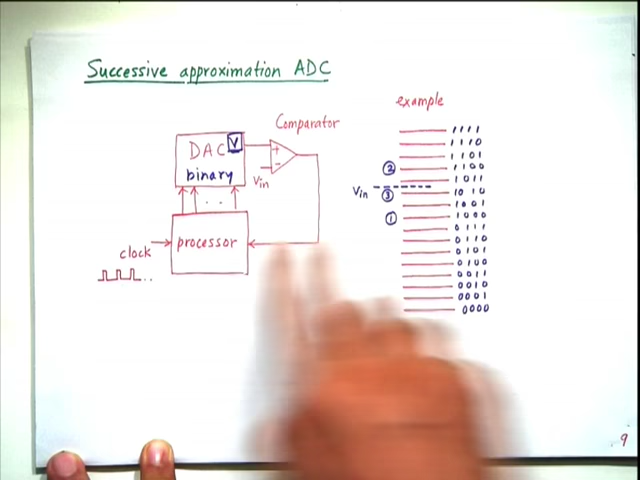 Successive approximation ADC
Comparator
DAC V
binary
+
-
Vin
. .
processor
clock
. .
example
1111
1110
1101
② 1100
1011
Vin ③ 1010
1001
① 1000
0111
0110
0101
0100
0011
0010
0001
0000
9